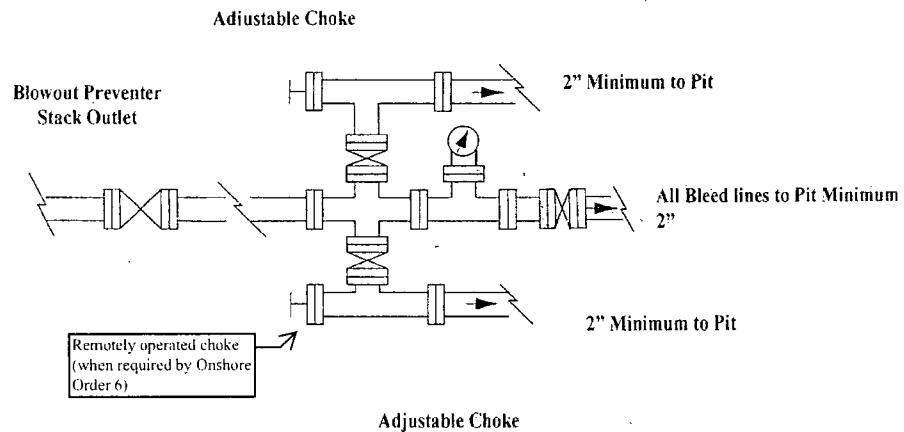 Adjustable Choke
Blowout Preventer
Stack Outlet
2" Minimum to Pit
All Bleed lines to Pit Minimum
2"
2" Minimum to Pit
Remotely operated choke
(when required by Onshore
Order 6)
Adjustable Choke